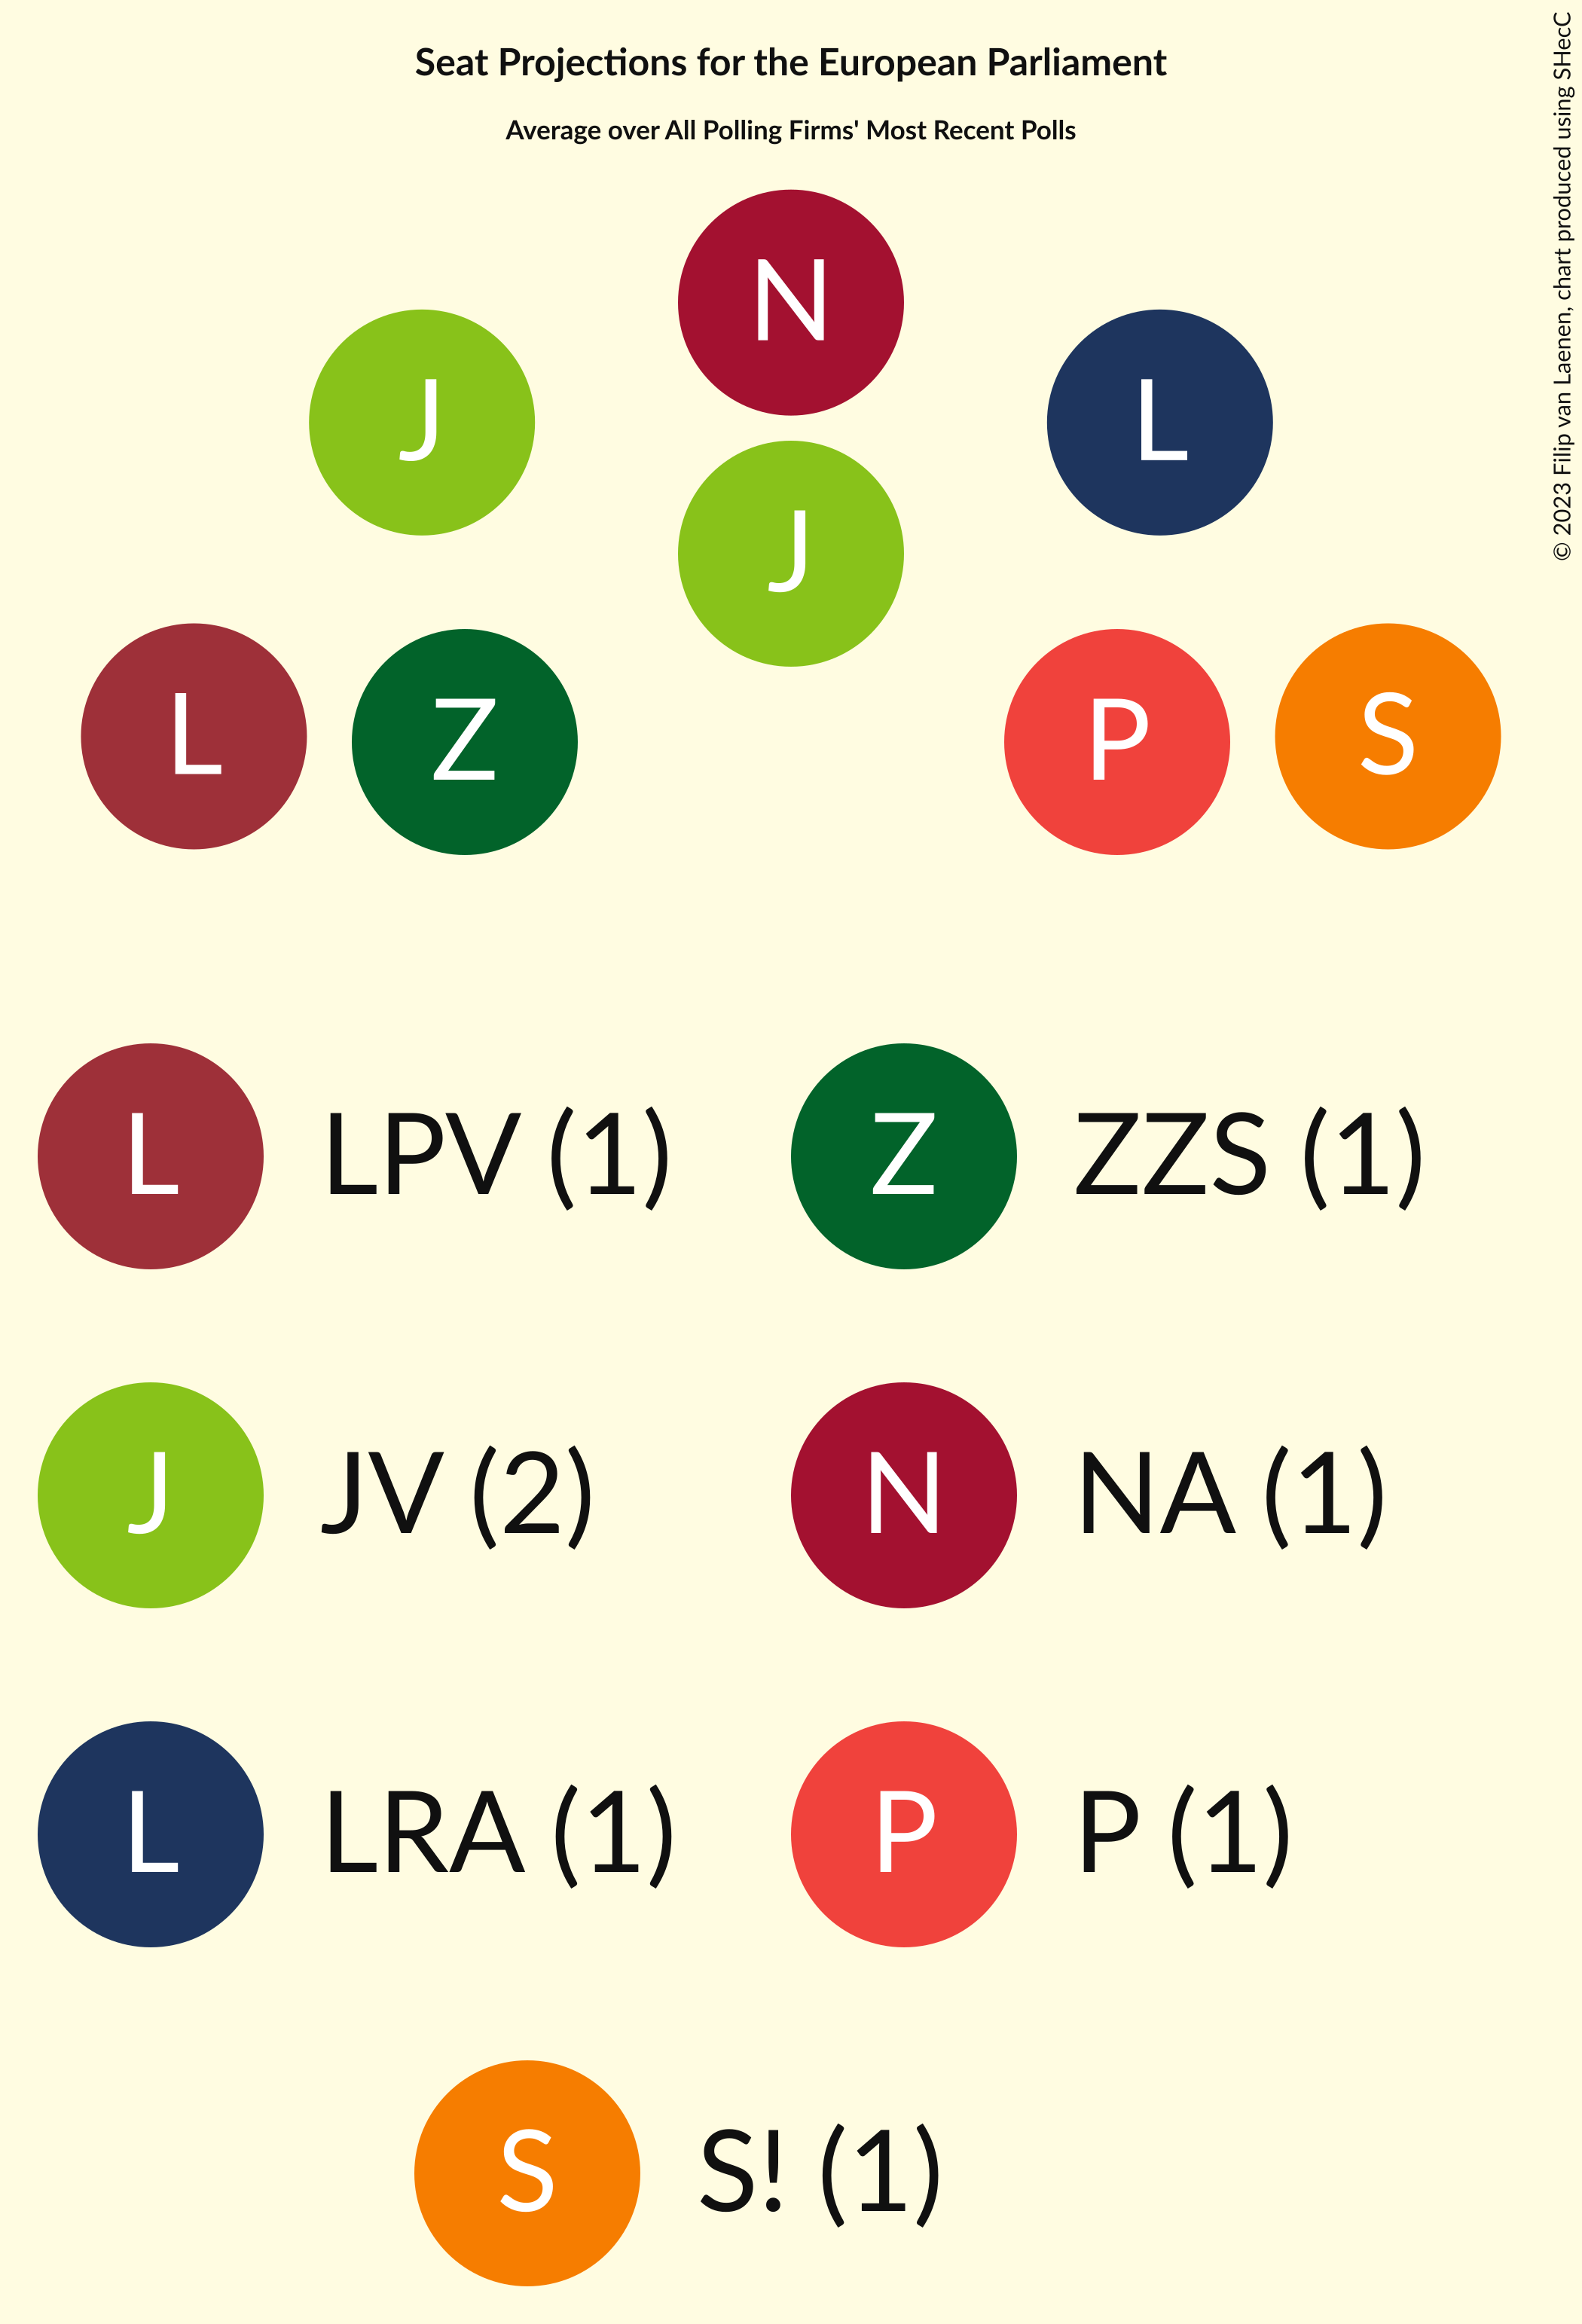 Seat Projections for the European Parliament
Average over All Polling Firms' Most Recent Polls
© 2023 Filip van Laenen, chart produced using SHecC
N
J
L
J
L
Z
P
S
L LPV (1)
Z ZZS (1)
J JV (2)
N NA (1)
L LRA (1)
P P (1)
S S! (1)